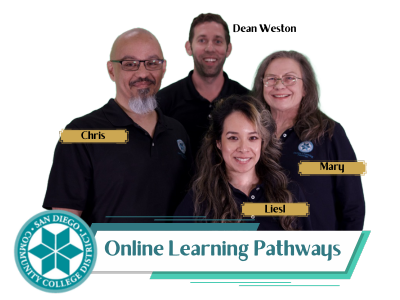 Dean Weston
Chris
Mary
Liesl
Online Learning Pathways
SAN DIEGO
COMMUNITY COLLEGE DISTRICT